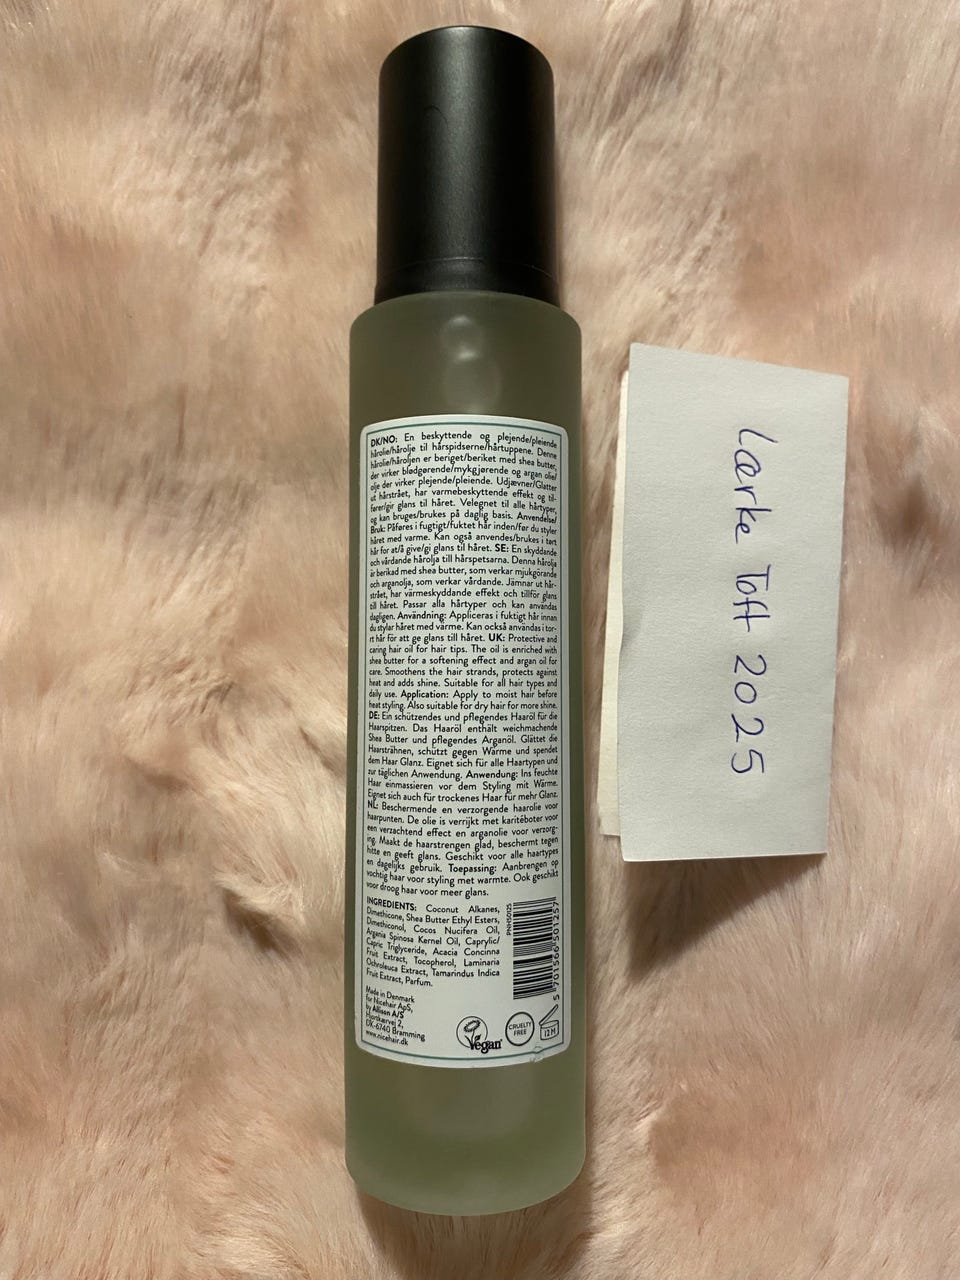 DK/NO: En beskyttende og plejende/pleiende
hårolie/hårolje til hårspidserne/hårtuppene. Denne
hårolie/håroljen er beriget/beriket med shea butter,
der virker blødgørende/mykgjørende og argan olie/
olje der virker plejende/pleiende. Udjævner/Glatter
ut hårstrået, har varmebeskyttende effekt og til-
fører/gir glans til håret. Velegnet til alle hårtyper,
og kan bruges/brukes på daglig basis. Anvendelse/
Bruk: Påføres i fugtigt/fuktet hår inden/før du styler
håret med varme. Kan også anvendes/brukes i tørt
hår for at/å give/gi glans til håret. SE: En skyddande
och vårdande hårolja till hårspetsarna. Denna hårolja
är berikad med shea butter, som verkar mjukgörande
och arganolja, som verkar vårdande. Jämnar ut hår-
strået, har värmeskyddande effekt och tillför glans
till håret. Passar alla hårtyper och kan användas
dagligen. Användning: Appliceras i fuktigt hår innan
du stylar håret med värme. Kan också användas i tor-
rt hår för att ge glans till håret. UK: Protective and
caring hair oil for hair tips. The oil is enriched with
shea butter for a softening effect and argan oil for
care. Smoothens the hair strands, protects against
heat and adds shine. Suitable for all hair types and
daily use. Application: Apply to moist hair before
heat styling. Also suitable for dry hair for more shine.
DE: Ein schützendes und pflegendes Haaröl für die
Haarspitzen. Das Haaröl enthält weichmachende
Shea Butter und pflegendes Arganöl. Glättet die
Haarsträhnen, schützt gegen Wärme und spendet
dem Haar Glanz. Eignet sich für alle Haartypen und
zur täglichen Anwendung. Anwendung: Ins feuchte
Haar einmassieren vor dem Styling mit Wärme.
Eignet sich auch für trockenes Haar für mehr Glanz.
NL: Beschermende en verzorgende haarolie voor
haarpunten. De olie is verrijkt met karitéboter voor
een verzachtend effect en arganolie voor verzorg-
ing. Maakt de haarstrengen glad, beschermt tegen
hitte en geeft glans. Geschikt voor alle haartypes
en dagelijks gebruik. Toepassing: Aanbrengen op
vochtig haar voor styling met warmte. Ook geschikt
voor droog haar voor meer glans.
INGREDIENTS: Coconut Alkanes,
Dimethicone, Shea Butter Ethyl Esters,
Dimethiconol, Cocos Nucifera Oil,
Argania Spinosa Kernel Oil, Caprylic/
Capric Triglyceride, Acacia Concinna
Fruit Extract, Tocopherol, Laminaria
Ochroleuca Extract, Tamarindus Indica
Fruit Extract, Parfum.
PNH50125
5 701566 501257
Made in Denmark
for Nicehair ApS,
by Allison A/S
Hjortkærvej 2,
DK-6740 Bramming
www.nicehair.dk
Vegan
CRUELTY
FREE
12 M
Lærke Toft 2025